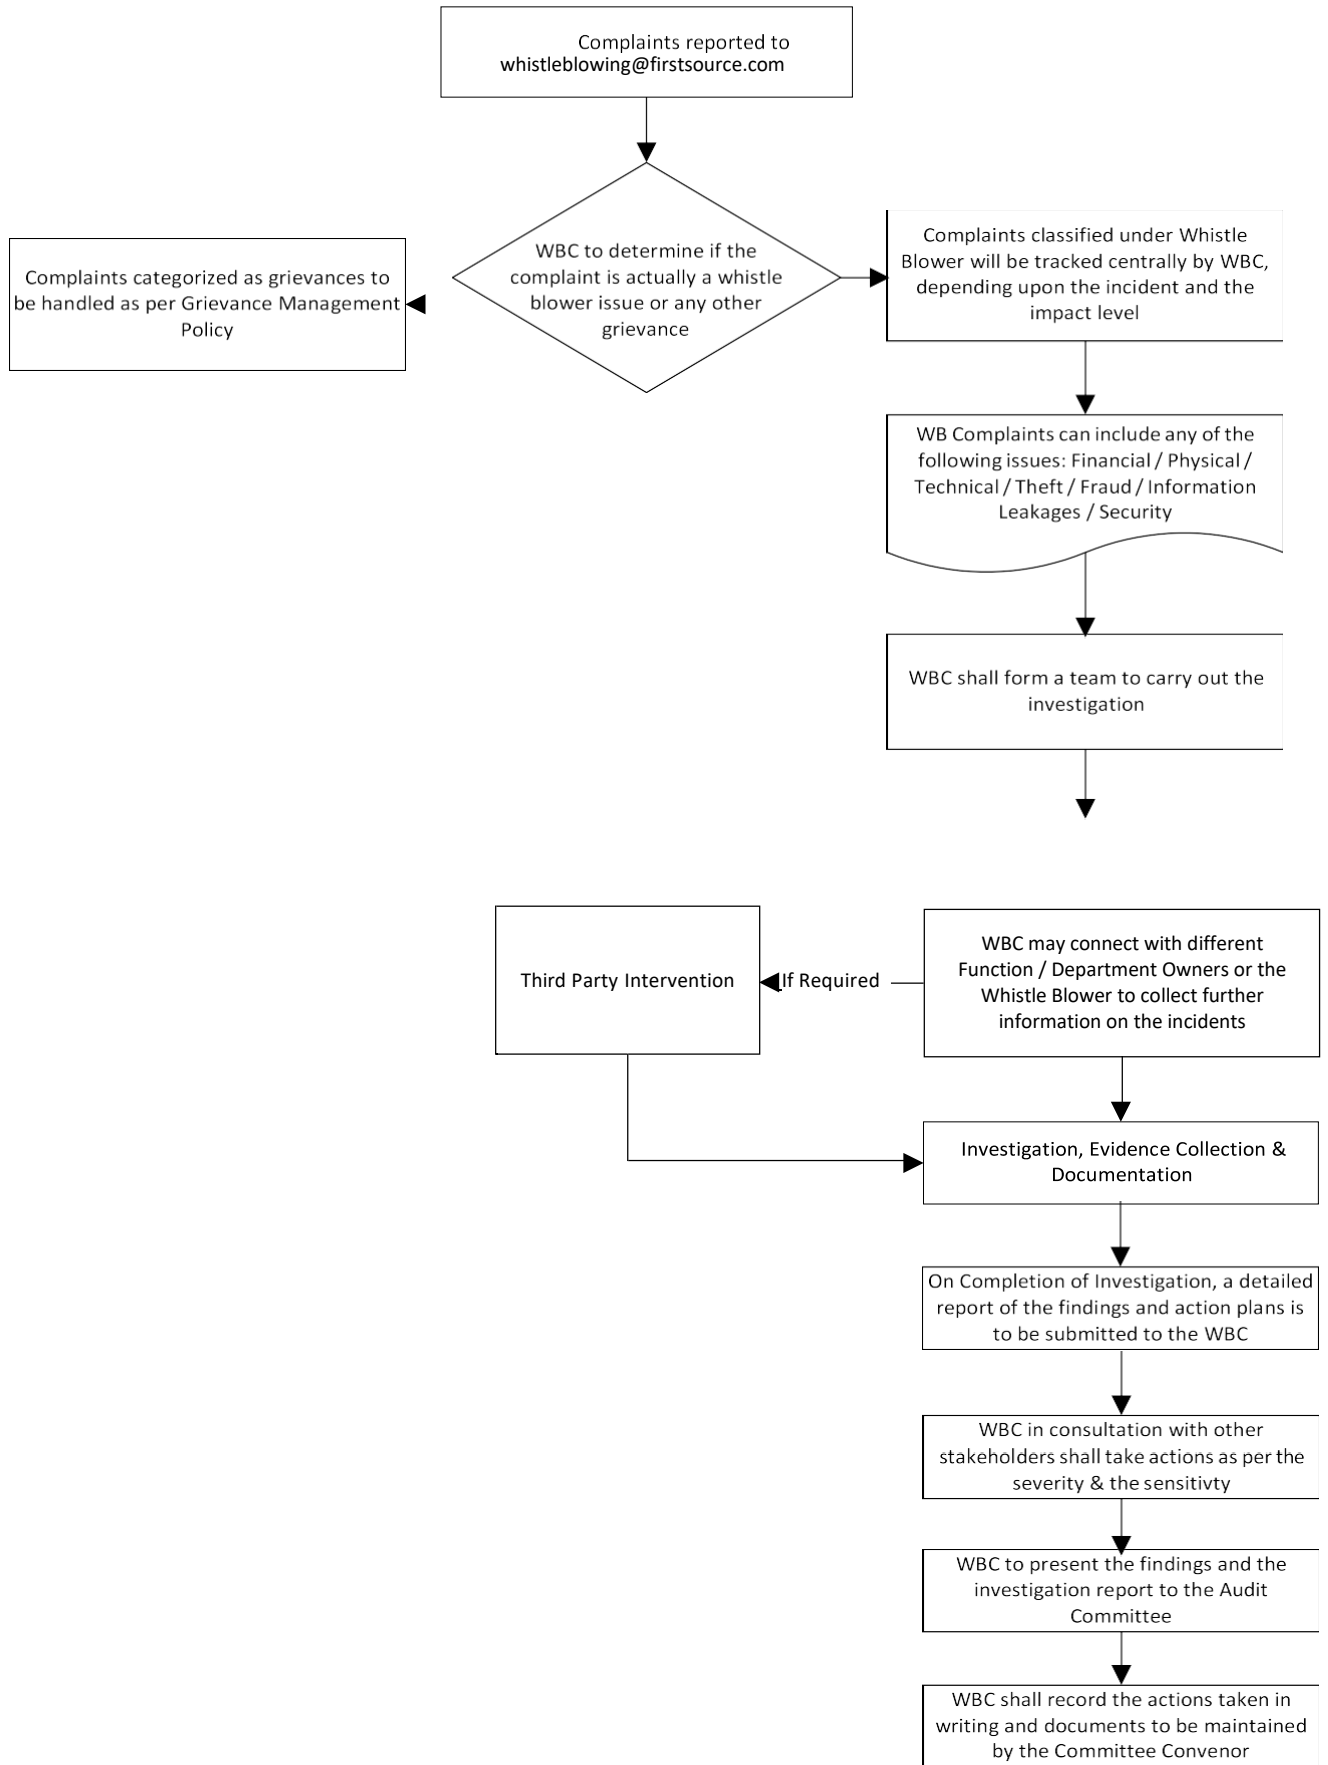 Complaints reported to
whistleblowing@firstsource.com
WBC to determine if the
complaint is actually a whistle
blower issue or any other
grievance
Complaints categorized as grievances to
be handled as per Grievance Management
Policy
Complaints classified under Whistle
Blower will be tracked centrally by WBC,
depending upon the incident and the
impact level
WB Complaints can include any of the
following issues: Financial / Physical /
Technical / Theft / Fraud / Information
Leakages / Security
WBC shall form a team to carry out the
investigation
Third Party Intervention
If Required
WBC may connect with different
Function / Department Owners or the
Whistle Blower to collect further
information on the incidents
Investigation, Evidence Collection &
Documentation
On Completion of Investigation, a detailed
report of the findings and action plans is
to be submitted to the WBC
WBC in consultation with other
stakeholders shall take actions as per the
severity & the sensitivty
WBC to present the findings and the
investigation report to the Audit
Committee
WBC shall record the actions taken in
writing and documents to be maintained
by the Committee Convenor